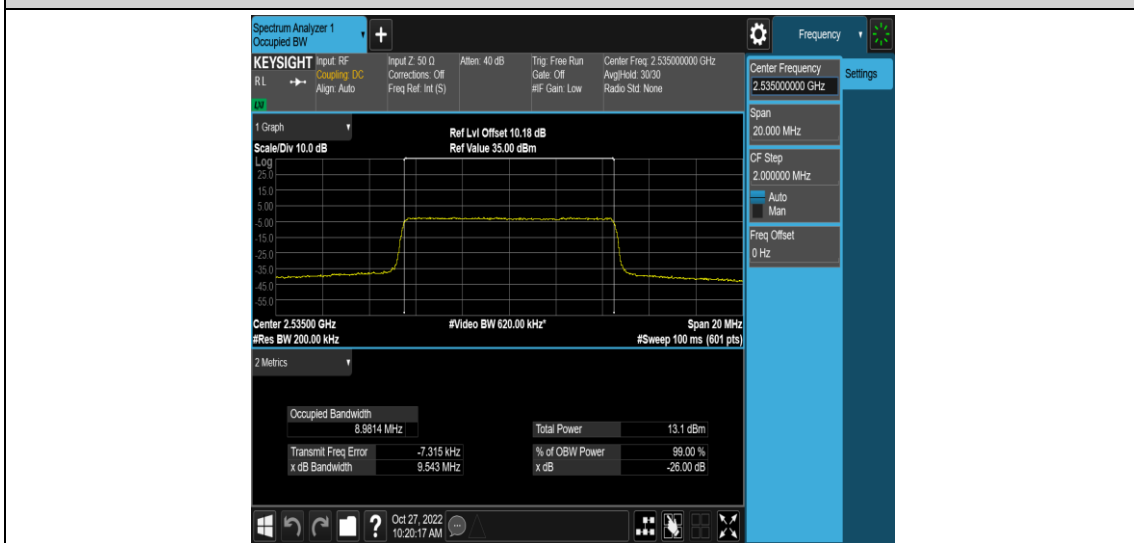 Spectrum Analyzer 1
Occupied BW
+
Frequency
KEYSIGHT
RL
LXI
Input: RF
Coupling: DC
Align: Auto
Input Z: 50 Ω
Corrections: Off
Freq Ref: Int (S)
Atten: 40 dB
Trig: Free Run
Gate: Off
#IF Gain: Low
Center Freq: 2.535000000 GHz
Avg|Hold: 30/30
Radio Std: None
Center Frequency
2.535000000 GHz
Settings
Span
20.000 MHz
CF Step
2.000000 MHz
Auto
Man
Freq Offset
0 Hz
1 Graph
Scale/Div 10.0 dB
Ref Lvl Offset 10.18 dB
Ref Value 35.00 dBm
Log
25.0
15.0
5.00
-5.00
-15.0
-25.0
-35.0
-45.0
-55.0
Center 2.53500 GHz
#Video BW 620.00 kHz*
Span 20 MHz
#Res BW 200.00 kHz
#Sweep 100 ms (601 pts)
2 Metrics
Occupied Bandwidth
8.9814 MHz
Total Power 13.1 dBm
Transmit Freq Error -7.315 kHz
% of OBW Power 99.00 %
x dB Bandwidth 9.543 MHz
x dB -26.00 dB
?
Oct 27, 2022
10:20:17 AM